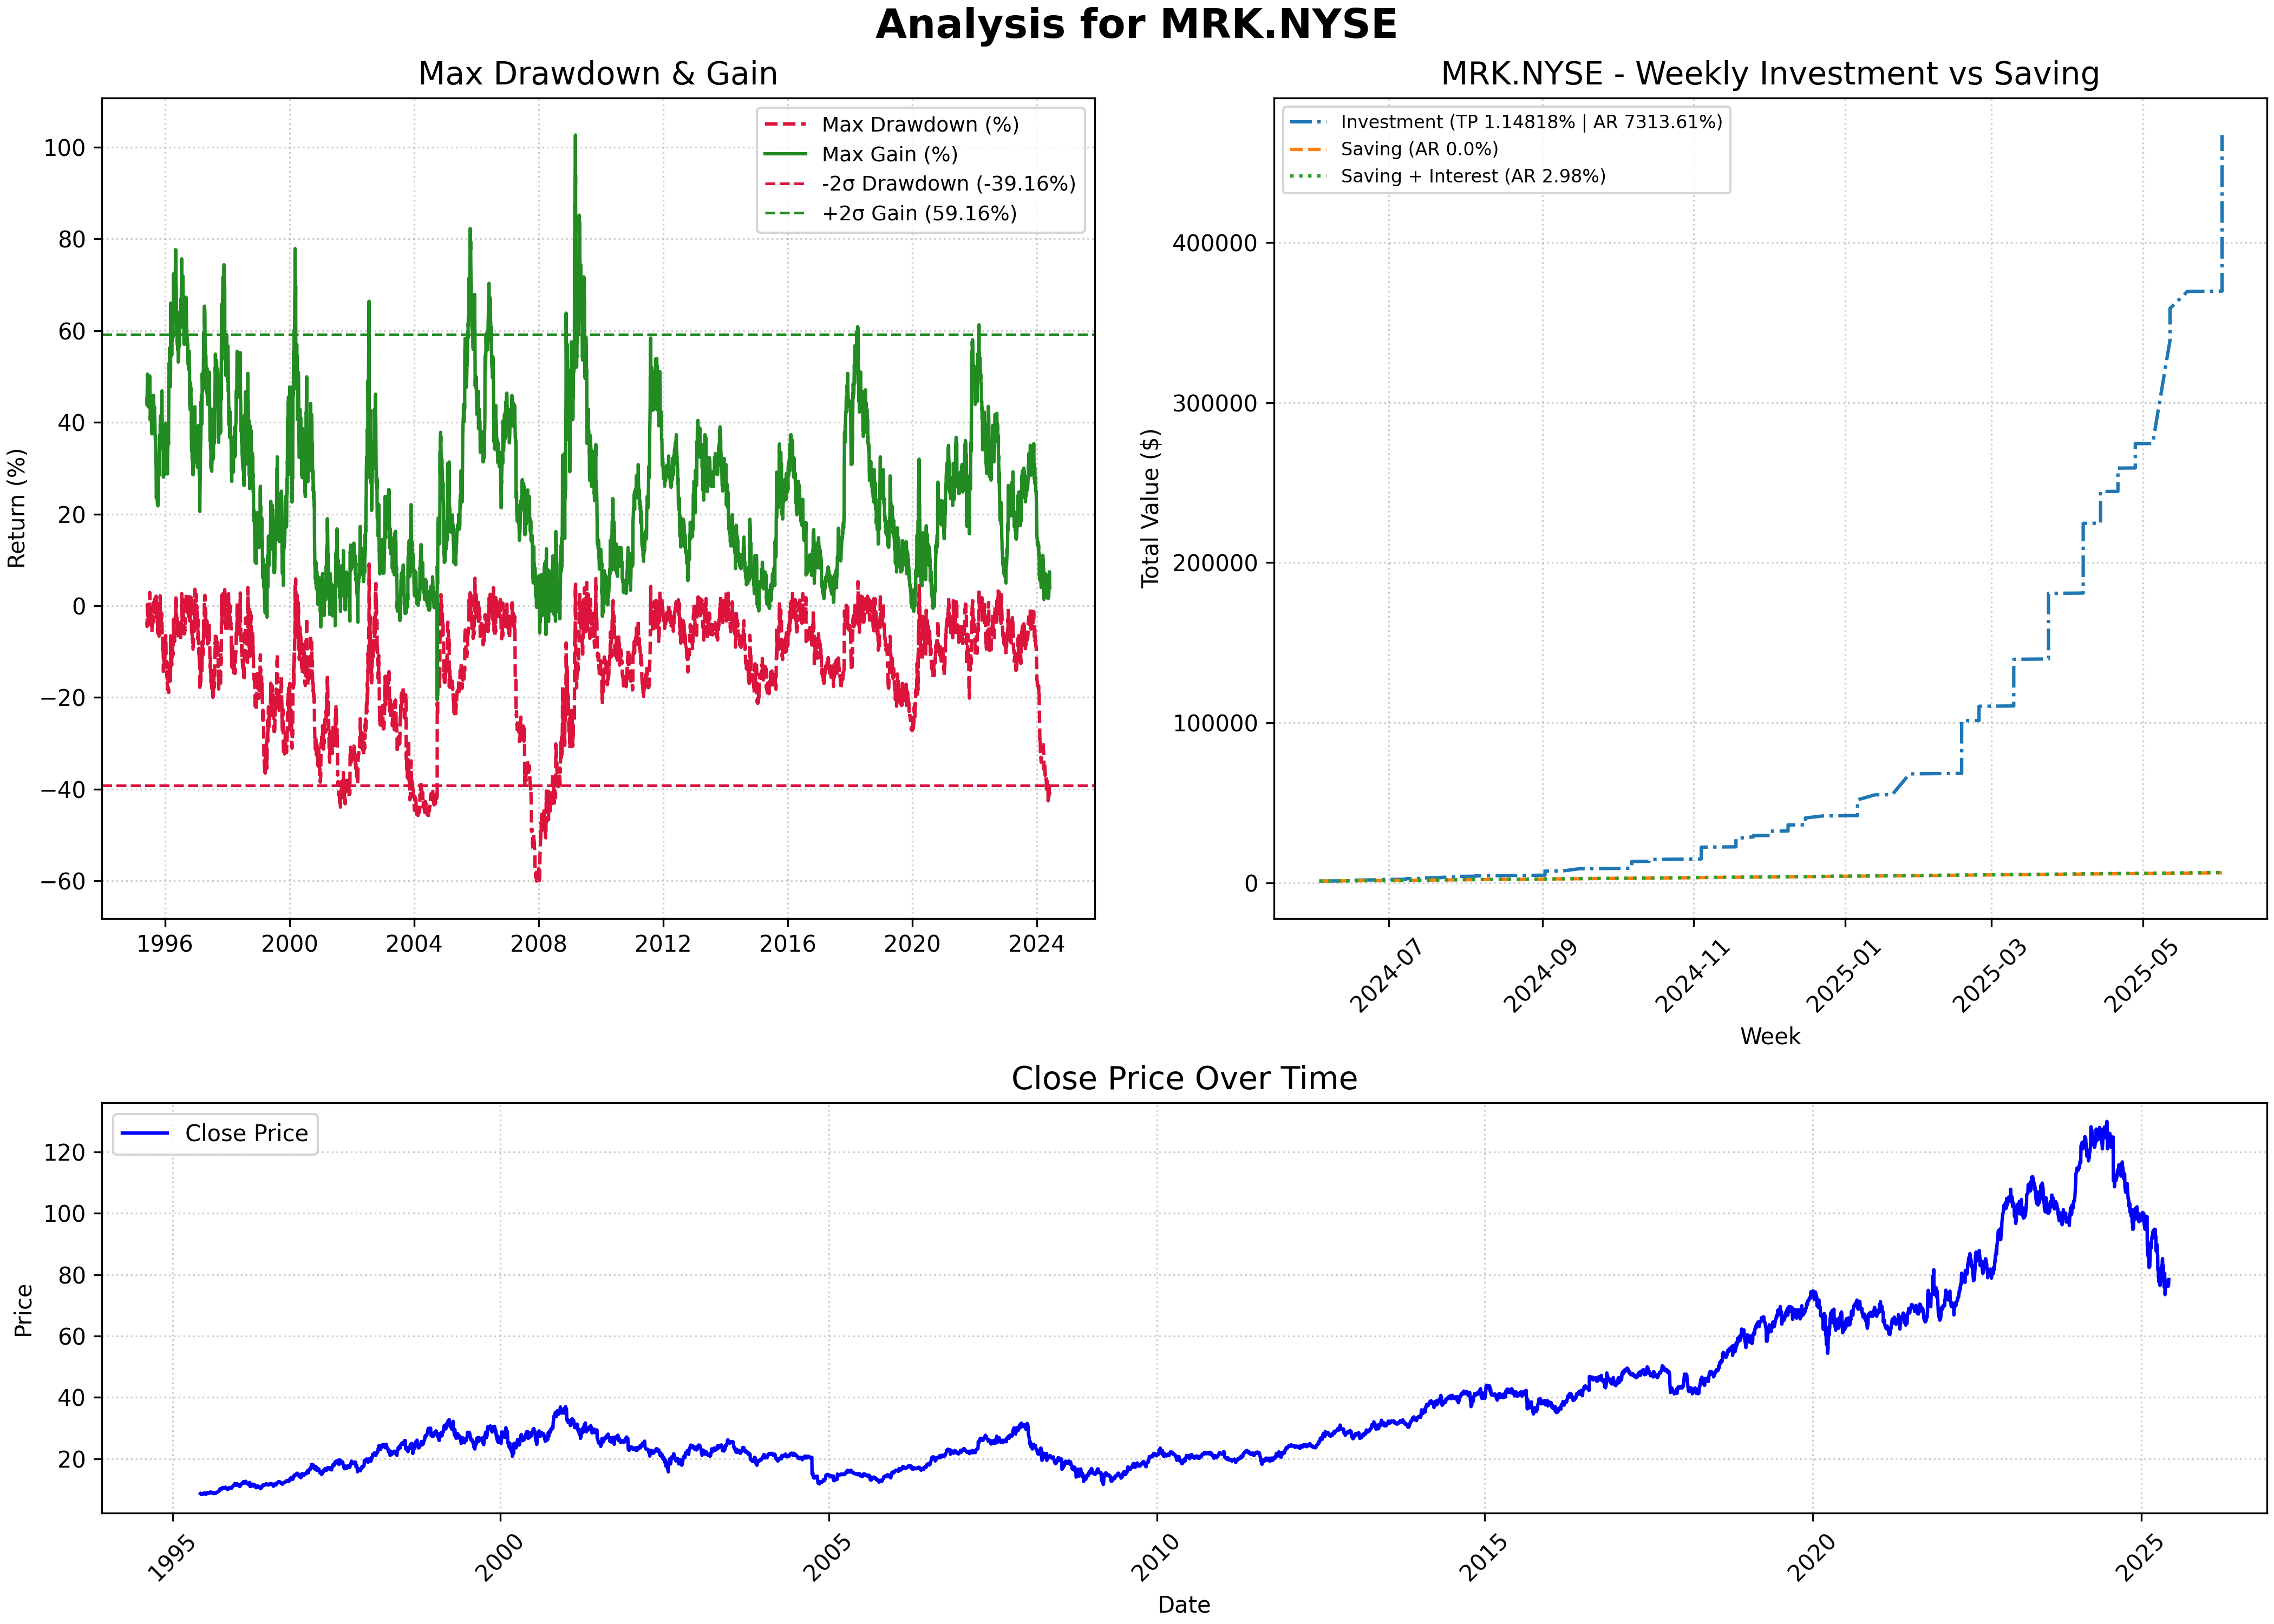 Analysis for MRK.NYSE
Max Drawdown & Gain
Return (%)
100
80
60
40
20
0
−20
−40
−60
Max Drawdown (%)
Max Gain (%)
-2σ Drawdown (-39.16%)
+2σ Gain (59.16%)
1996 2000 2004 2008 2012 2016 2020 2024
MRK.NYSE - Weekly Investment vs Saving
Total Value ($)
400000
300000
200000
100000
0
Investment (TP 1.14818% | AR 7313.61%)
Saving (AR 0.0%)
Saving + Interest (AR 2.98%)
2024-07 2024-09 2024-11 2025-01 2025-03 2025-05
Week
Close Price Over Time
Price
120
100
80
60
40
20
Close Price
1995 2000 2005 2010 2015 2020 2025
Date